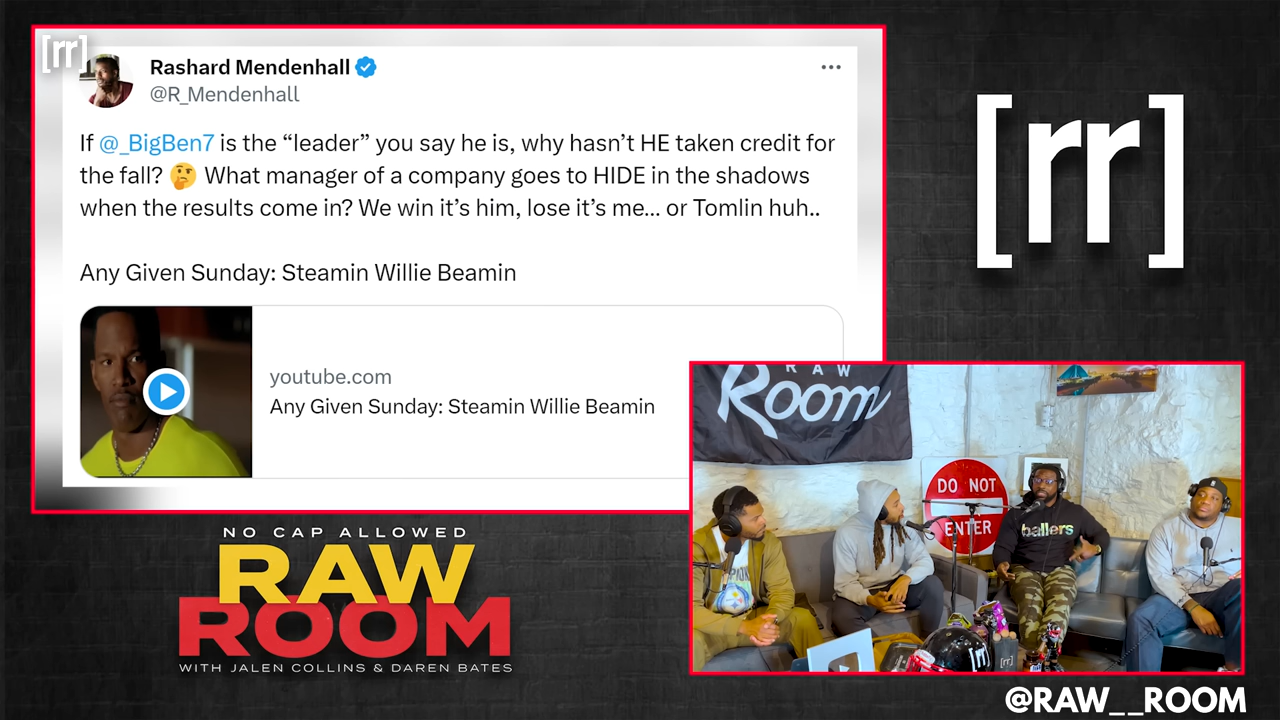 [rr]
Rashard Mendenhall
@R_Mendenhall
If @_BigBen7 is the “leader” you say he is, why hasn’t HE taken credit for
the fall? 🤔 What manager of a company goes to HIDE in the shadows
when the results come in? We win it’s him, lose it’s me... or Tomlin huh..
Any Given Sunday: Steamin Willie Beamin
youtube.com
Any Given Sunday: Steamin Willie Beamin
[rr]
RAW
Room
DO NOT
ENTER
ballers
[rr]
[rr]
NO CAP ALLOWED
RAW
ROOM
WITH JALEN COLLINS & DAREN BATES
@RAW__ROOM